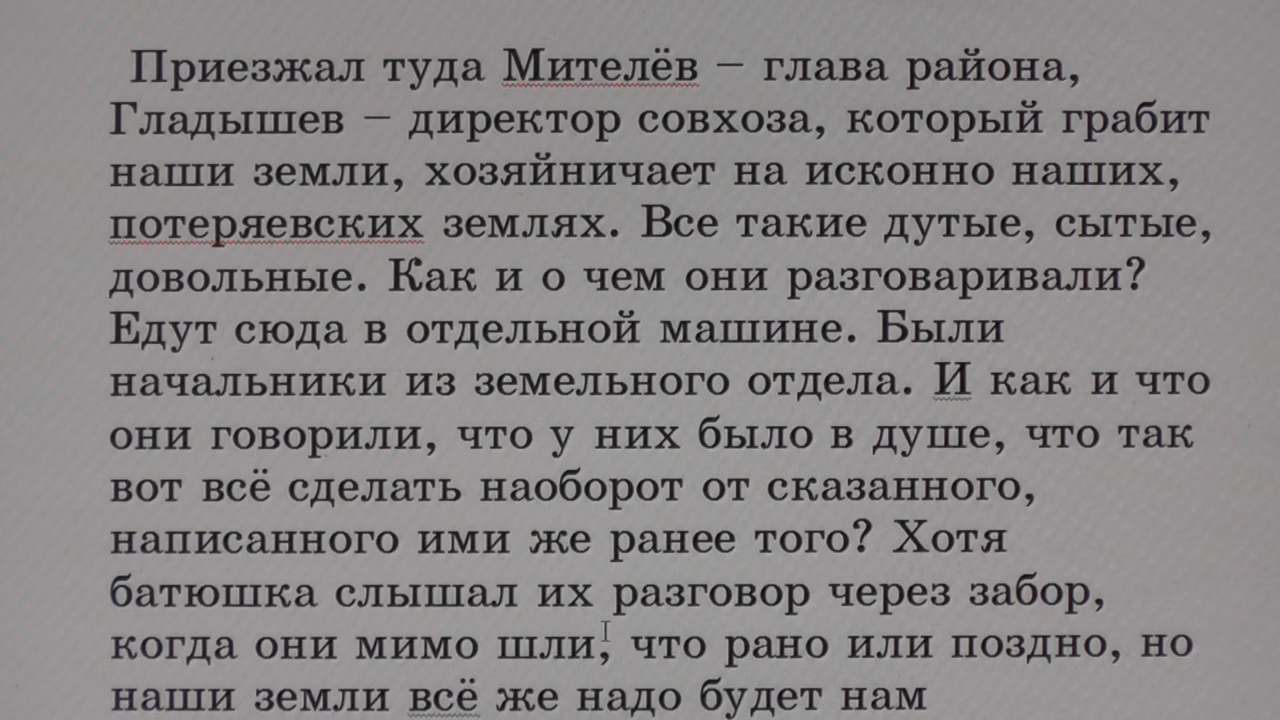 Приезжал туда Мителёв – глава района,
Гладышев – директор совхоза, который грабит
наши земли, хозяйничает на исконно наших,
потеряевских землях. Все такие дутые, сытые,
довольные. Как и о чем они разговаривали?
Едут сюда в отдельной машине. Были
начальники из земельного отдела. И как и что
они говорили, что у них было в душе, что так
вот всё сделать наоборот от сказанного,
написанного ими же ранее того? Хотя
батюшка слышал их разговор через забор,
когда они мимо шли, что рано или поздно, но
наши земли всё же надо будет нам